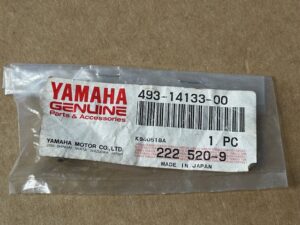 YAMAHA
GENUINE
Parts & Accessories
YAMAHA MOTOR CO.,LTD.
493-14133-00
1 PC
222 520-9
MADE IN JAPAN